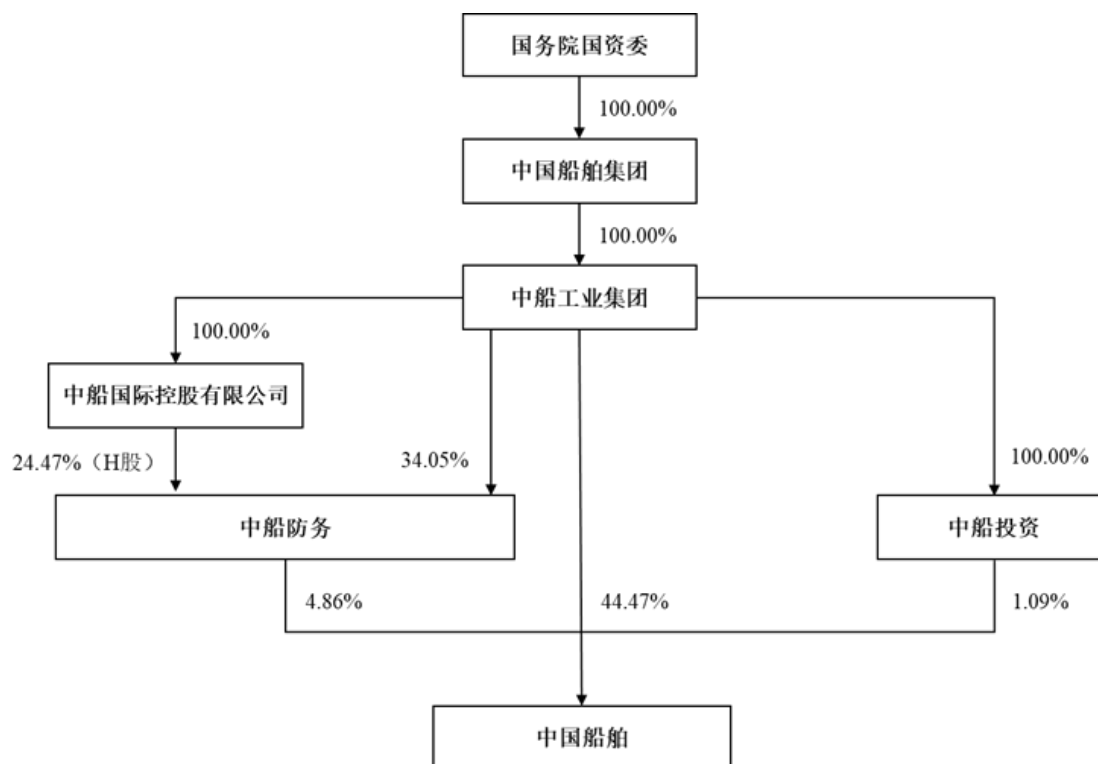 国务院国资委
100.00%
中国船舶集团
100.00%
中船工业集团
100.00%
中船国际控股有限公司
24.47%（H股）
34.05%
100.00%
中船防务
中船投资
4.86%
44.47%
1.09%
中国船舶